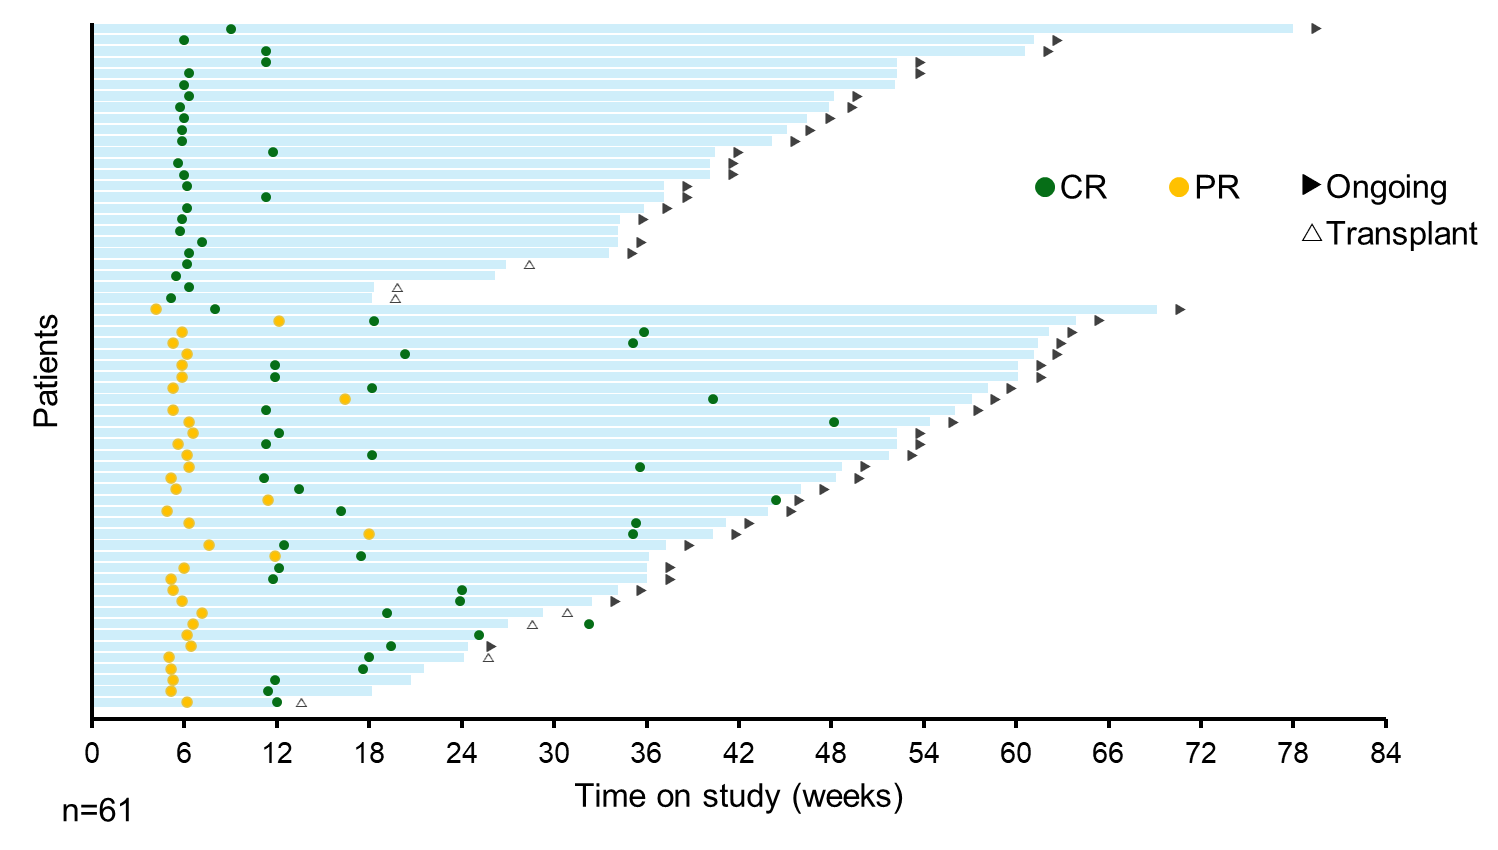 CR PR Ongoing
Transplant
Patients
0 6 12 18 24 30 36 42 48 54 60 66 72 78 84
Time on study (weeks)
n=61